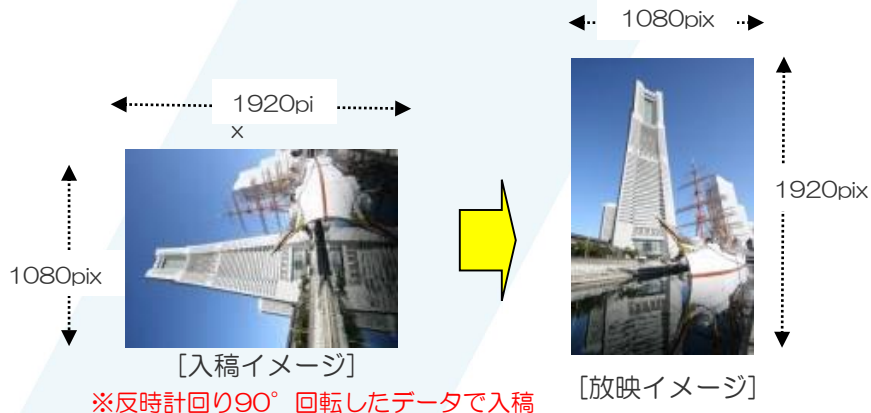 1080pix
1920pi
x
1920pix
1080pix
[入稿イメージ]
※反時計回り90°回転したデータで入稿
[放映イメージ]